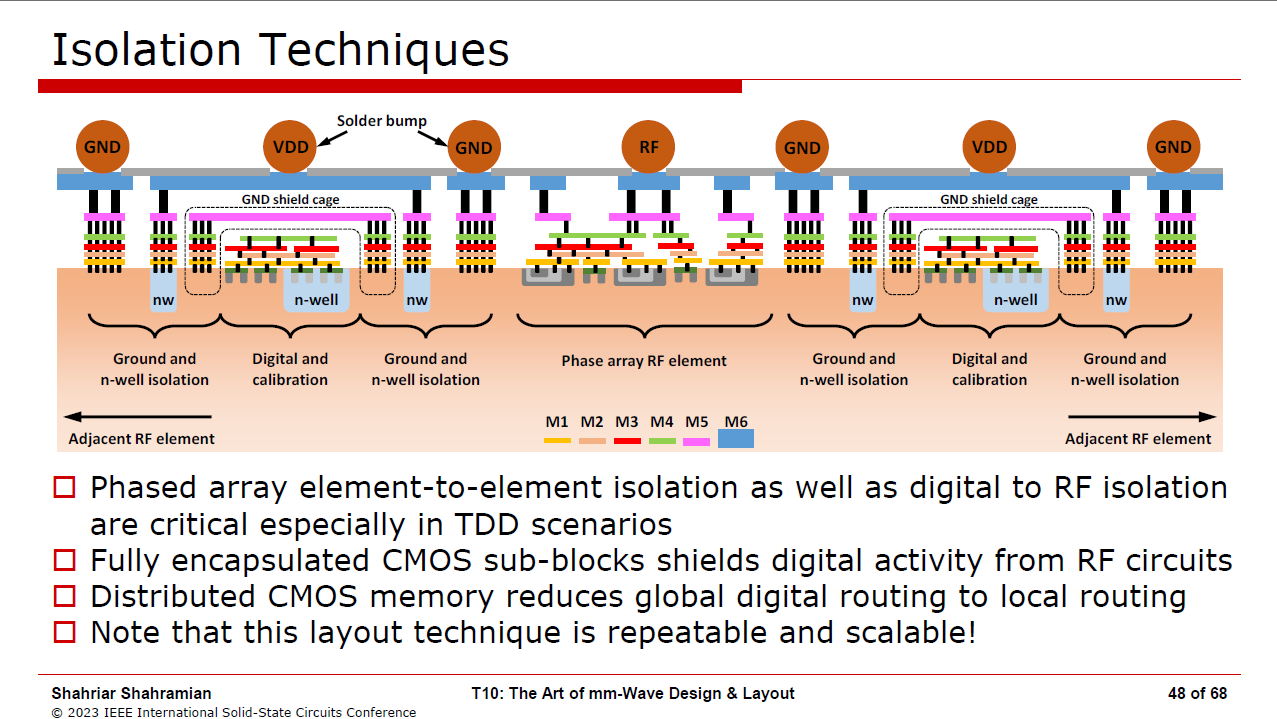 Isolation Techniques
Solder bump
GND VDD GND RF GND VDD GND
GND shield cage GND shield cage
nw n-well nw nw n-well nw
Ground and Digital and Ground and Phase array RF element Ground and Digital and Ground and
n-well isolation calibration n-well isolation n-well isolation calibration n-well isolation
M1 M2 M3 M4 M5 M6
Adjacent RF element Adjacent RF element
Phased array element-to-element isolation as well as digital to RF isolation
are critical especially in TDD scenarios
Fully encapsulated CMOS sub-blocks shields digital activity from RF circuits
Distributed CMOS memory reduces global digital routing to local routing
Note that this layout technique is repeatable and scalable!
Shahriar Shahramian T10: The Art of mm-Wave Design & Layout 48 of 68
© 2023 IEEE International Solid-State Circuits Conference